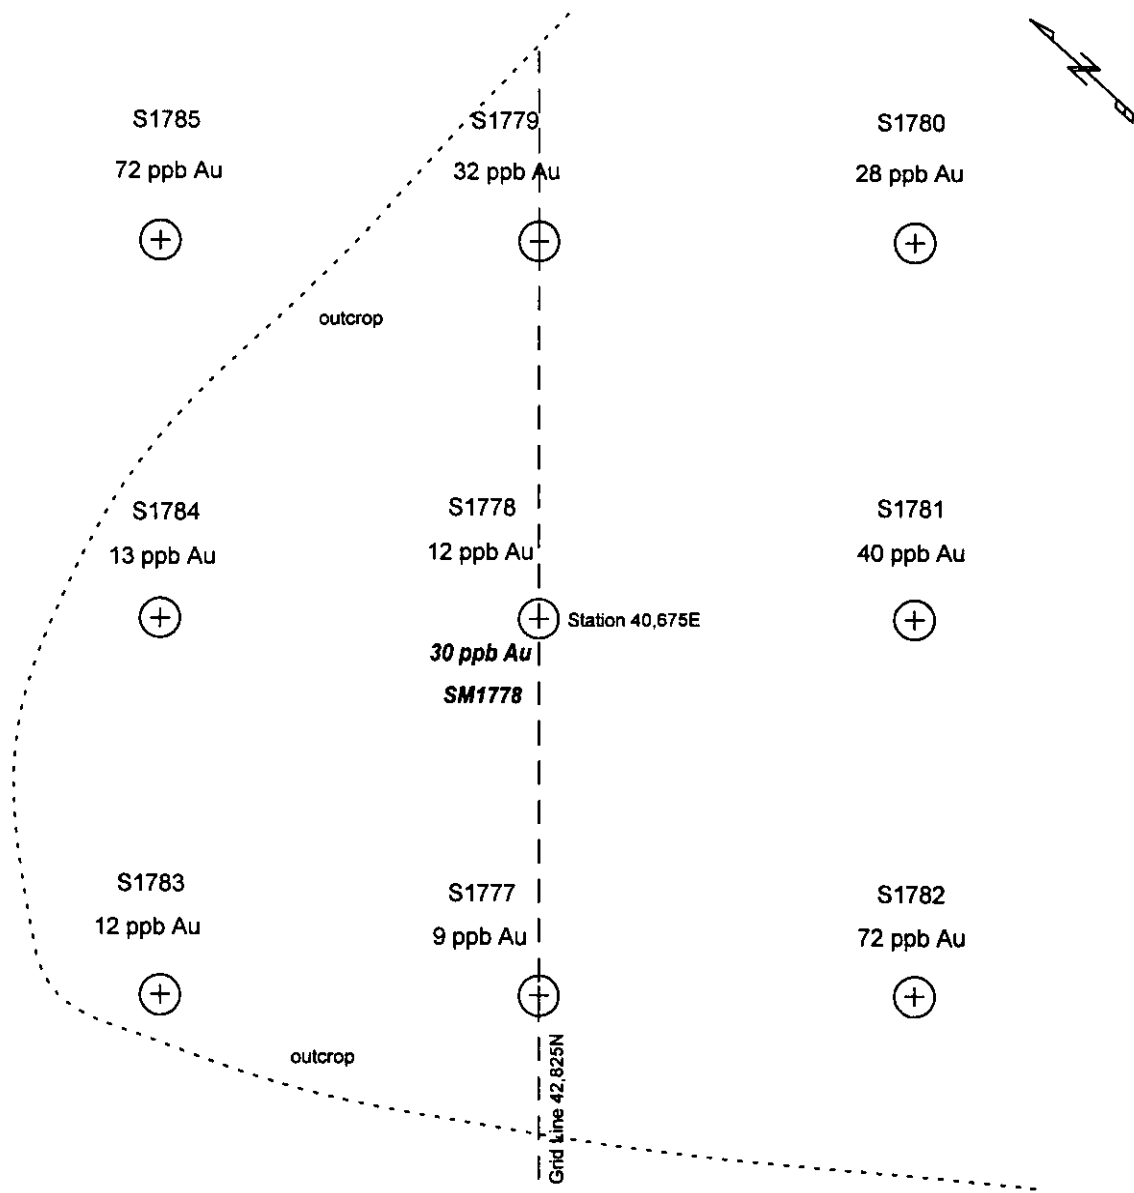 S1785
72 ppb Au
S1779
32 ppb Au
S1780
28 ppb Au
outcrop
S1784
13 ppb Au
S1778
12 ppb Au
S1781
40 ppb Au
Station 40,675E
30 ppb Au
SM1778
S1783
12 ppb Au
S1777
9 ppb Au
S1782
72 ppb Au
outcrop
Grid Line 42,825N